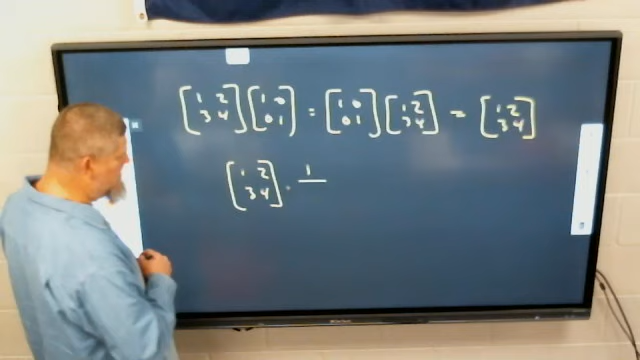 [1 2 3 4] [1 0 0 1] = [1 0 0 1] [1 2 3 4] = [1 2 3 4]
[1 2 3 4] · 1